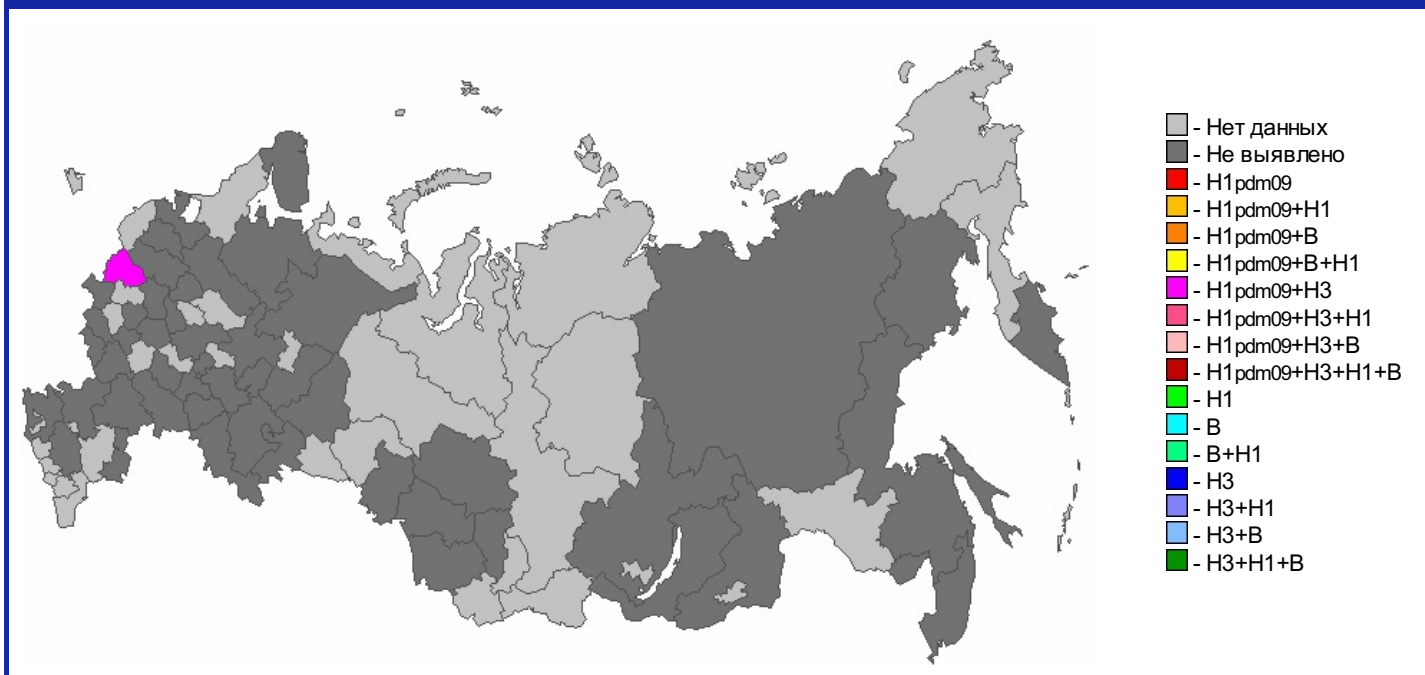 - Нет данных
- Не выявлено
- H1pdm09
- H1pdm09+H1
- H1pdm09+B
- H1pdm09+B+H1
- H1pdm09+H3
- H1pdm09+H3+H1
- H1pdm09+H3+B
- H1pdm09+H3+H1+B
- H1
- B
- B+H1
- H3
- H3+H1
- H3+B
- H3+H1+B